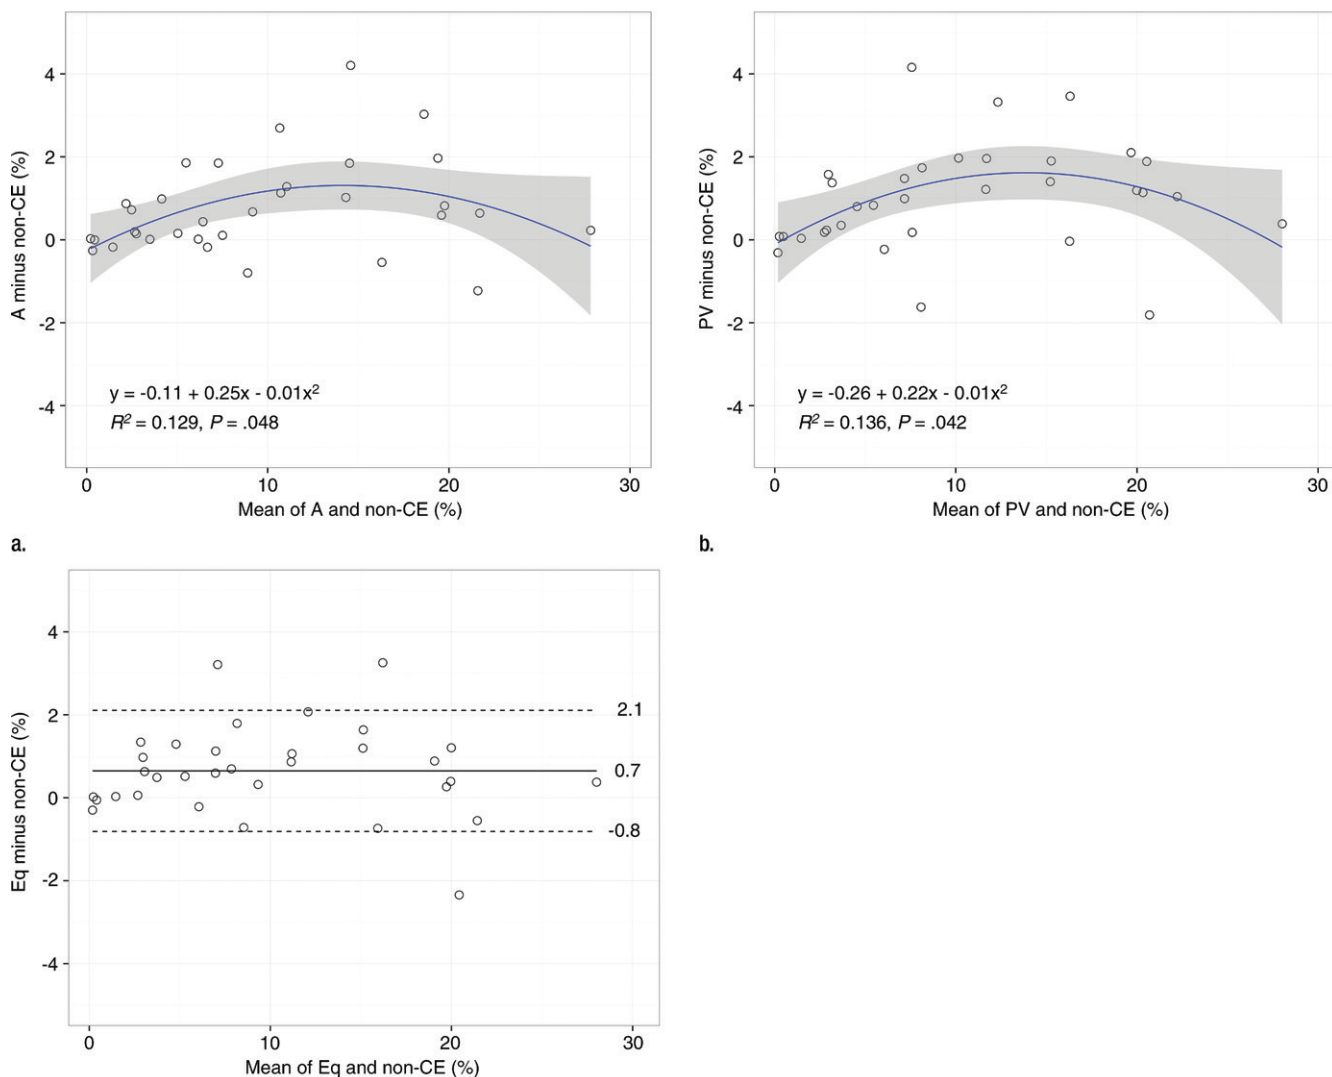 A minus non-CE (%)
4
2
0
-2
-4
y = -0.11 + 0.25x - 0.01x²
R² = 0.129, P = .048
0 10 20 30
Mean of A and non-CE (%)
a.
PV minus non-CE (%)
4
2
0
-2
-4
y = -0.26 + 0.22x - 0.01x²
R² = 0.136, P = .042
0 10 20 30
Mean of PV and non-CE (%)
b.
Eq minus non-CE (%)
4
2
0
-2
-4
2.1
0.7
-0.8
0 10 20 30
Mean of Eq and non-CE (%)